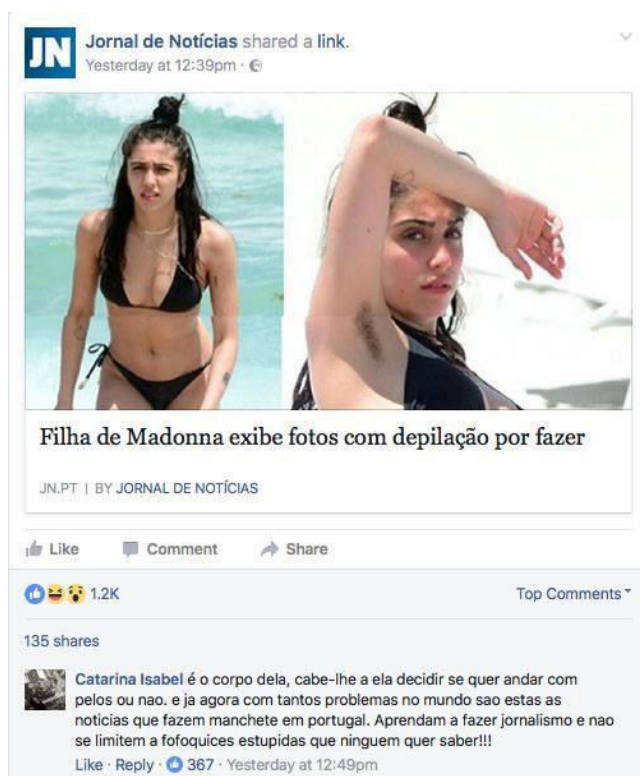 JN Jornal de Notícias shared a link.
Yesterday at 12:39pm ·
Filha de Madonna exibe fotos com depilação por fazer
JN.PT | BY JORNAL DE NOTÍCIAS
Like Comment Share
1.2K Top Comments
135 shares
Catarina Isabel é o corpo dela, cabe-lhe a ela decidir se quer andar com
pelos ou nao. e ja agora com tantos problemas no mundo sao estas as
noticias que fazem manchete em portugal. Aprendam a fazer jornalismo e nao
se limitem a fofoquices estupidas que ninguem quer saber!!!
Like · Reply · 367 · Yesterday at 12:49pm